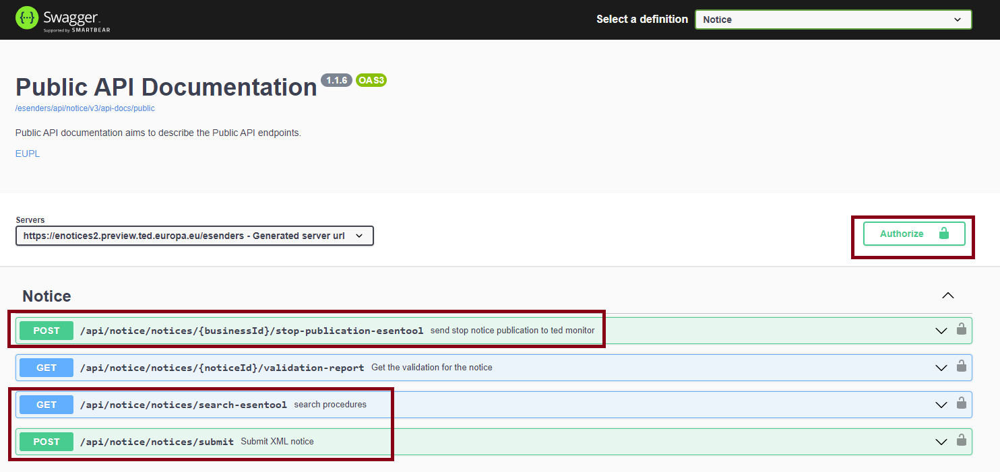 Swagger.
Supported by SMARTBEAR
Select a definition
Notice
Public API Documentation 1.1.6 OAS3
/esenders/api/notice/v3/api-docs/public
Public API documentation aims to describe the Public API endpoints.
EUPL
Servers
https://enotices2.preview.ted.europa.eu/esenders - Generated server url
Authorize
Notice
POST /api/notice/notices/{businessId}/stop-publication-esentool send stop notice publication to ted monitor
GET /api/notice/notices/{noticeId}/validation-report Get the validation for the notice
GET /api/notice/notices/search-esentool search procedures
POST /api/notice/notices/submit Submit XML notice